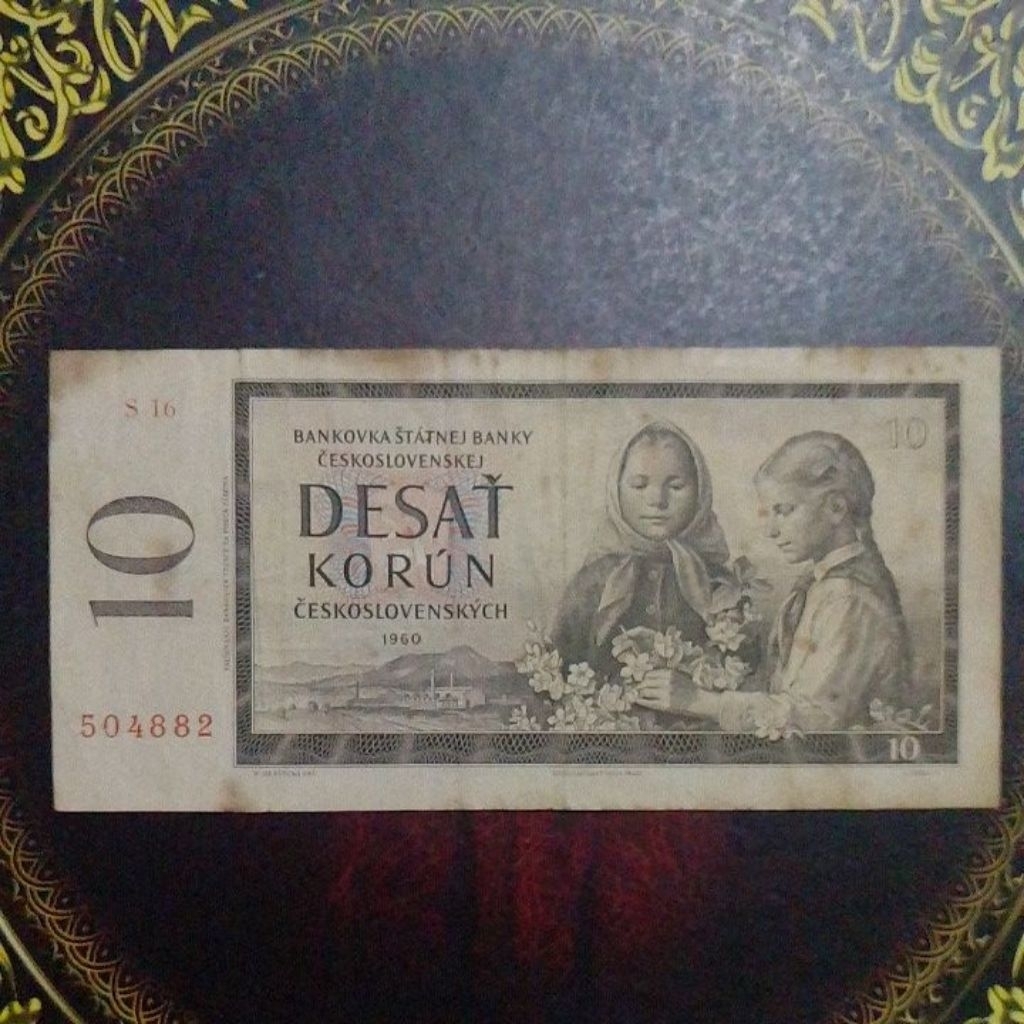 S 16
10
504882
BANKOVKA ŠTÁTNEJ BANKY
ČESKOSLOVENSKEJ
DESAŤ
KORÚN
ČESKOSLOVENSKÝCH
1960
10
10